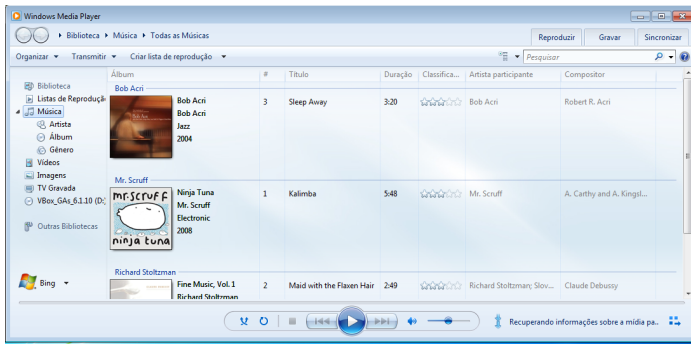 Windows Media Player
Biblioteca Música Todas as Músicas
Reproduzir Gravar Sincronizar
Organizar Transmitir Criar lista de reprodução Pesquisar
Álbum # Título Duração Classifica... Artista participante Compositor
Biblioteca
Listas de Reproduçã
Música
Artista
Álbum
Gênero
Vídeos
Imagens
TV Gravada
VBox_GAs_6.1.10 (D:)
Outras Bibliotecas
Bing
Bob Acri
Bob Acri 3 Sleep Away 3:20 Bob Acri Robert R. Acri
Bob Acri
Jazz
2004
Mr. Scruff
mr.scruff
ninja tuna
Ninja Tuna 1 Kalimba 5:48 Mr. Scruff A. Carthy and A. Kingsl...
Mr. Scruff
Electronic
2008
Richard Stoltzman
Fine Music, Vol. 1 2 Maid with the Flaxen Hair 2:49 Richard Stoltzman; Slov... Claude Debussy
Richard Stoltzman
Recuperando informações sobre a mídia pa..